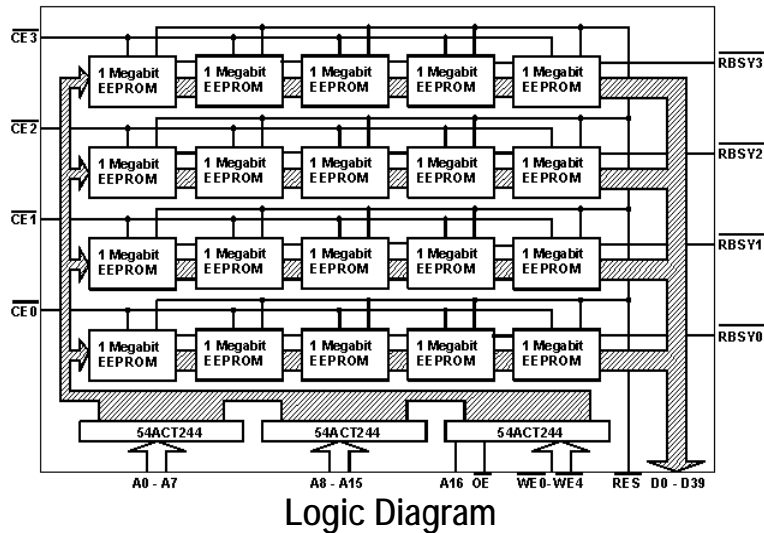 CE3
1 Megabit 1 Megabit 1 Megabit 1 Megabit 1 Megabit
EEPROM EEPROM EEPROM EEPROM EEPROM
RBSY3
CE2
1 Megabit 1 Megabit 1 Megabit 1 Megabit 1 Megabit
EEPROM EEPROM EEPROM EEPROM EEPROM
RBSY2
CE1
1 Megabit 1 Megabit 1 Megabit 1 Megabit 1 Megabit
EEPROM EEPROM EEPROM EEPROM EEPROM
RBSY1
CE0
1 Megabit 1 Megabit 1 Megabit 1 Megabit 1 Megabit
EEPROM EEPROM EEPROM EEPROM EEPROM
RBSY0
54ACT244 54ACT244 54ACT244
A0 - A7 A8 - A15 A16 OE WE0-WE4 RES D0 - D39
Logic Diagram